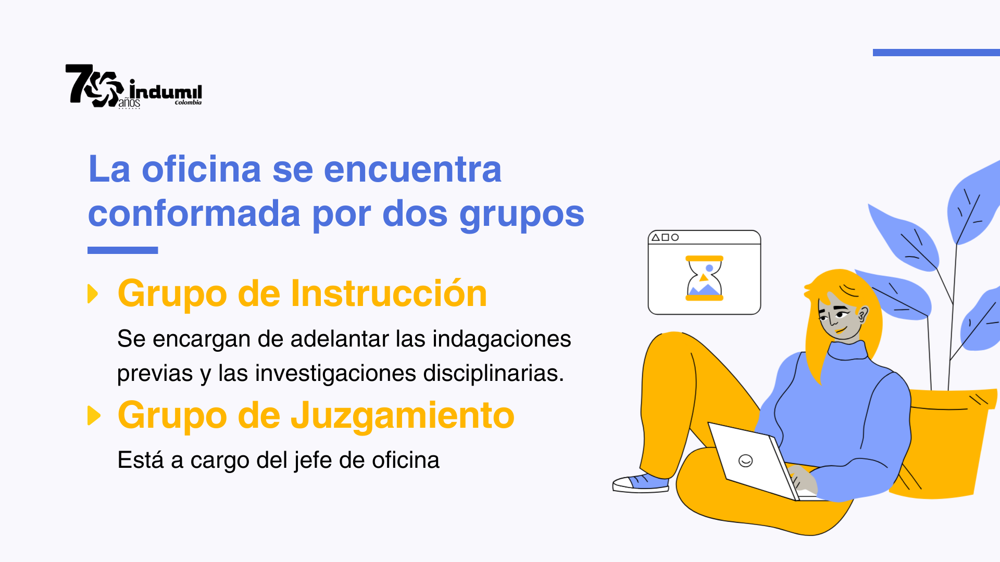 70 años indumil
Colombia
La oficina se encuentra
conformada por dos grupos
Grupo de Instrucción
Se encargan de adelantar las indagaciones
previas y las investigaciones disciplinarias.
Grupo de Juzgamiento
Está a cargo del jefe de oficina